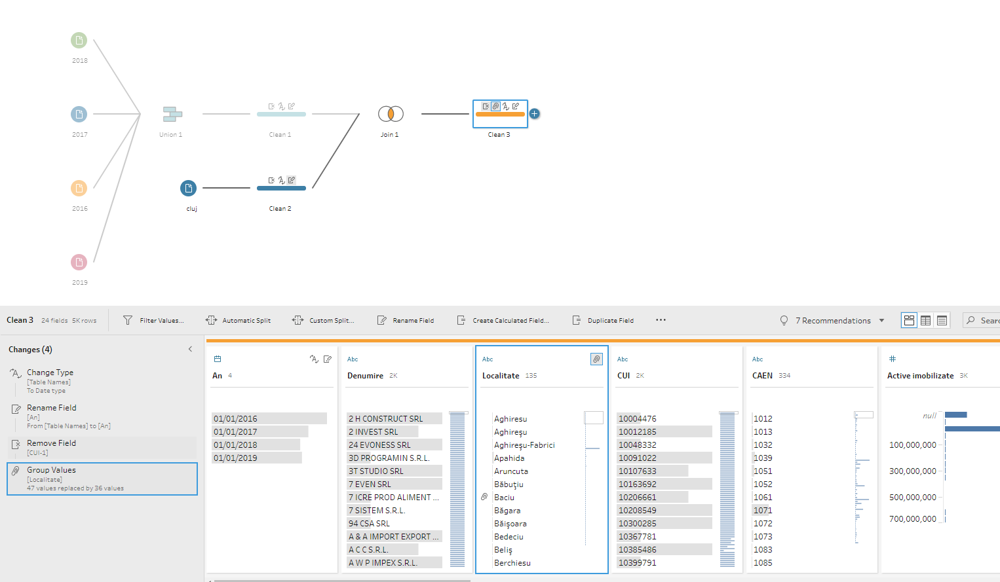 2018
2017
Union 1
Clean 1
Join 1
Clean 3
2016
cluj
Clean 2
2019
Clean 3 24 fields 5K rows
Filter Values...
Automatic Split
Custom Split...
Rename Field
Create Calculated Field...
Duplicate Field
7 Recommendations
Changes (4)
Change Type
[Table Names]
To Date type
Rename Field
[An]
From [Table Names] to [An]
Remove Field
[CUI-1]
Group Values
[Localitate]
47 values replaced by 36 values
An 4
01/01/2016
01/01/2017
01/01/2018
01/01/2019
Abc
Denumire 2K
2 H CONSTRUCT SRL
2 INVEST SRL
24 EVONESS SRL
3D PROGRAMIN S.R.L.
3T STUDIO SRL
7 EVEN SRL
7 ICRE PROD ALIMENT ...
7 SISTEM S.R.L.
94 CSA SRL
A & A IMPORT EXPORT ...
A C C S.R.L.
A W P IMPEX S.R.L.
Abc
Localitate 135
Aghiresu
Aghireşu
Aghireşu-Fabrici
Apahida
Aruncuta
Băbuţiu
Baciu
Băgara
Băişoara
Bedeciu
Beliş
Berchiesu
Abc
CUI 2K
10004476
10012185
10048332
10091022
10107633
10163692
10206661
10208549
10300285
10367781
10385486
10399791
Abc
CAEN 334
1012
1013
1032
1039
1051
1052
1061
1071
1072
1073
1083
1085
#
Active imobilizate 3K
null
100,000,000
300,000,000
500,000,000
700,000,000